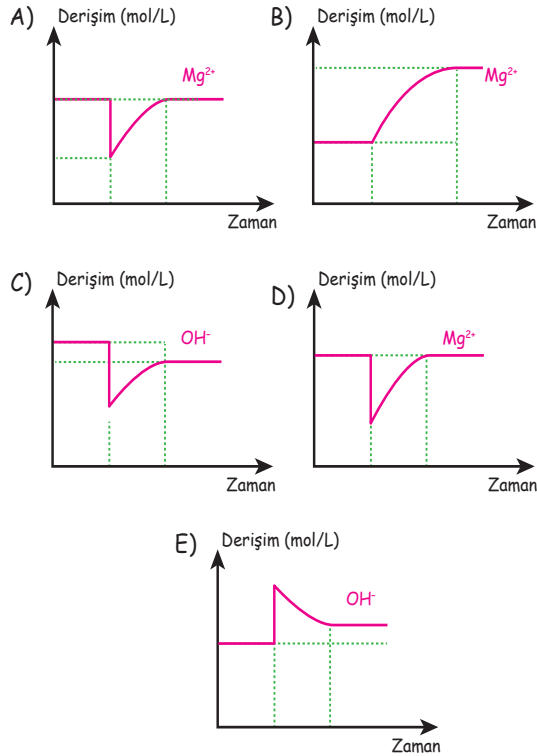 A) Derişim (mol/L)
Mg²⁺
Zaman
B) Derişim (mol/L)
Mg²⁺
Zaman
C) Derişim (mol/L)
OH⁻
Zaman
D) Derişim (mol/L)
Mg²⁺
Zaman
E) Derişim (mol/L)
OH⁻
Zaman